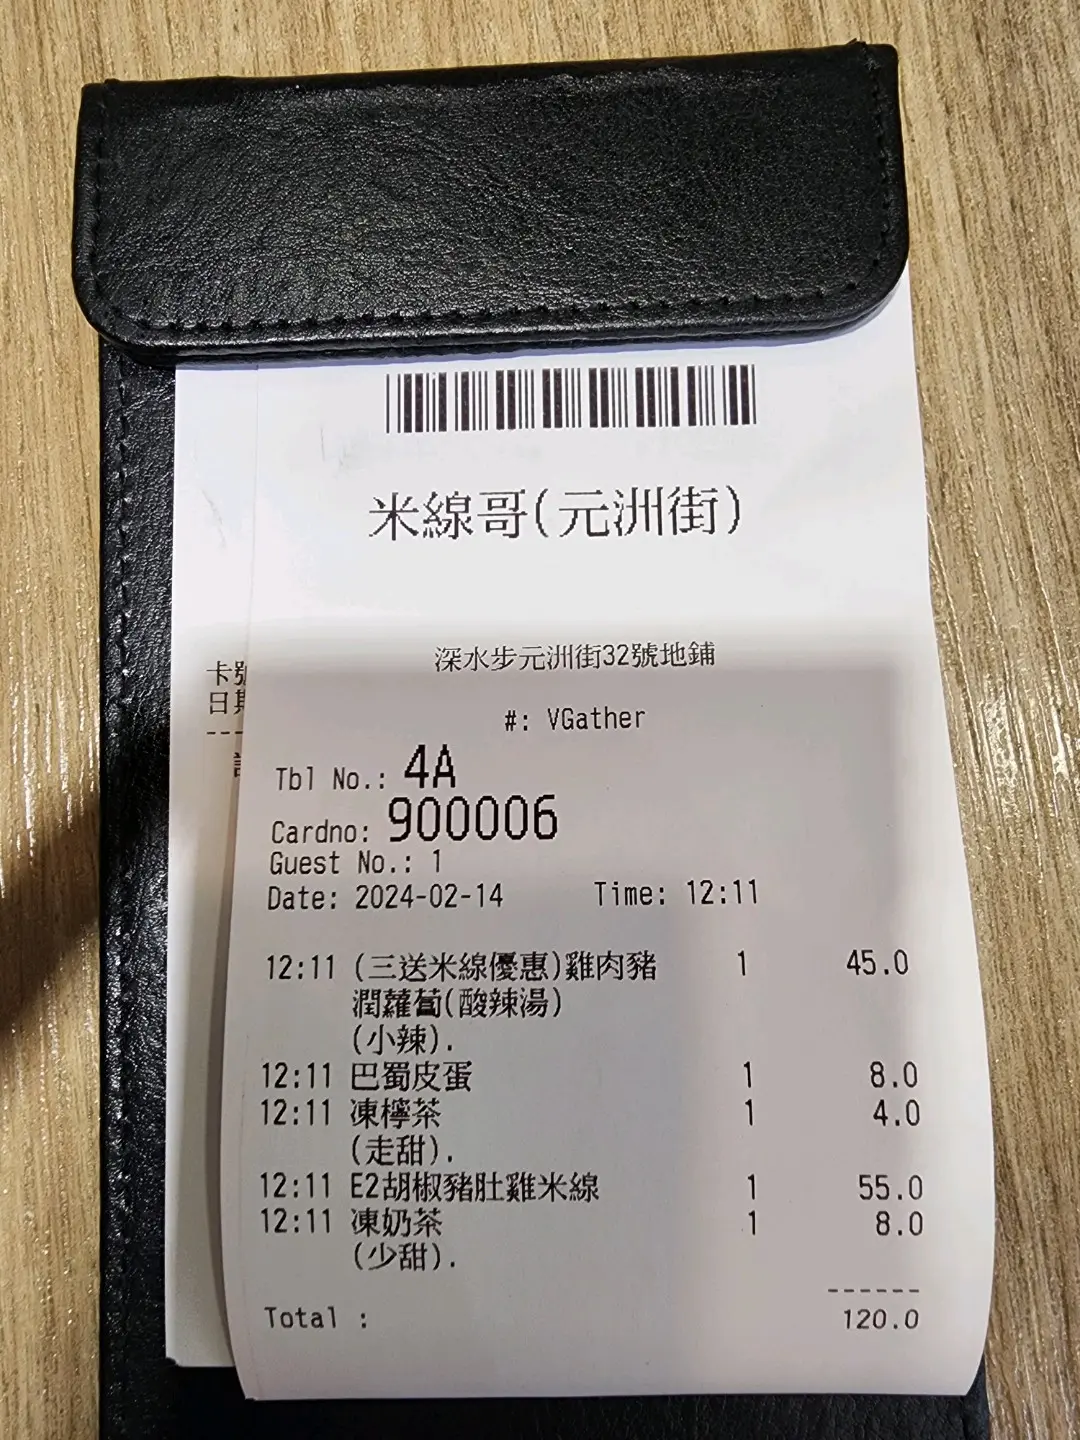 米線哥(元洲街)
深水步元洲街32號地鋪
#: VGather
Tbl No.: 4A
Cardno: 900006
Guest No.: 1
Date: 2024-02-14 Time: 12:11
12:11 (三送米線優惠)雞肉豬 1 45.0
潤蘿蔔(酸辣湯)
(小辣).
12:11 巴蜀皮蛋 1 8.0
12:11 凍檸茶 1 4.0
(走甜).
12:11 E2胡椒豬肚雞米線 1 55.0
12:11 凍奶茶 1 8.0
(少甜).
------
Total : 120.0
卡號
日期
---